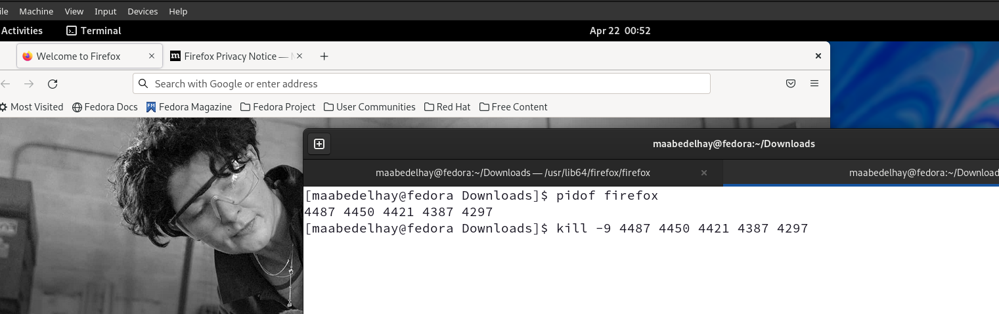 ile Machine View Input Devices Help
Activities Terminal Apr 22 00:52
Welcome to Firefox Firefox Privacy Notice —
Search with Google or enter address
Most Visited Fedora Docs Fedora Magazine Fedora Project User Communities Red Hat Free Content
maabedelhay@fedora:~/Downloads
maabedelhay@fedora:~/Downloads — /usr/lib64/firefox/firefox maabedelhay@fedora:~/Download
[maabedelhay@fedora Downloads]$ pidof firefox
4487 4450 4421 4387 4297
[maabedelhay@fedora Downloads]$ kill -9 4487 4450 4421 4387 4297